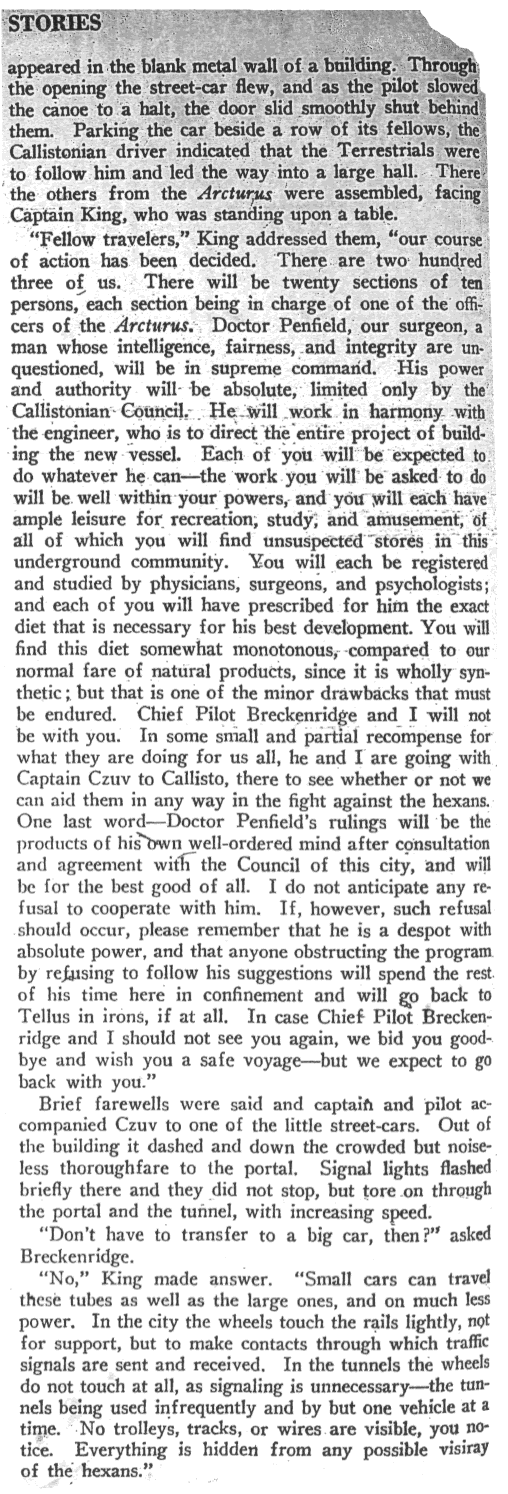 STORIES
appeared in the blank metal wall of a building. Through
the opening the street-car flew, and as the pilot slowed
the canoe to a halt, the door slid smoothly shut behind
them. Parking the car beside a row of its fellows, the
Callistonian driver indicated that the Terrestrials were
to follow him and led the way into a large hall. There
the others from the Arcturus were assembled, facing
Captain King, who was standing upon a table.
"Fellow travelers," King addressed them, "our course
of action has been decided. There are two hundred
three of us. There will be twenty sections of ten
persons, each section being in charge of one of the offi-
cers of the Arcturus. Doctor Penfield, our surgeon, a
man whose intelligence, fairness, and integrity are un-
questioned, will be in supreme command. His power
and authority will be absolute, limited only by the
Callistonian Council. He will work in harmony with
the engineer, who is to direct the entire project of build-
ing the new vessel. Each of you will be expected to
do whatever he can—the work you will be asked to do
will be well within your powers, and you will each have
ample leisure for recreation, study, and amusement, of
all of which you will find unsuspected stores in this
underground community. You will each be registered
and studied by physicians, surgeons, and psychologists;
and each of you will have prescribed for him the exact
diet that is necessary for his best development. You will
find this diet somewhat monotonous, compared to our
normal fare of natural products, since it is wholly syn-
thetic; but that is one of the minor drawbacks that must
be endured. Chief Pilot Breckenridge and I will not
be with you. In some small and partial recompense for
what they are doing for us all, he and I are going with
Captain Czuv to Callisto, there to see whether or not we
can aid them in any way in the fight against the hexans.
One last word—Doctor Penfield's rulings will be the
products of his own well-ordered mind after consultation
and agreement with the Council of this city, and will
be for the best good of all. I do not anticipate any re-
fusal to cooperate with him. If, however, such refusal
should occur, please remember that he is a despot with
absolute power, and that anyone obstructing the program
by refusing to follow his suggestions will spend the rest
of his time here in confinement and will go back to
Tellus in irons, if at all. In case Chief Pilot Brecken-
ridge and I should not see you again, we bid you good-
bye and wish you a safe voyage—but we expect to go
back with you."
Brief farewells were said and captain and pilot ac-
companied Czuv to one of the little street-cars. Out of
the building it dashed and down the crowded but noise-
less thoroughfare to the portal. Signal lights flashed
briefly there and they did not stop, but tore on through
the portal and the tunnel, with increasing speed.
"Don't have to transfer to a big car, then?" asked
Breckenridge.
"No," King made answer. "Small cars can travel
these tubes as well as the large ones, and on much less
power. In the city the wheels touch the rails lightly, not
for support, but to make contacts through which traffic
signals are sent and received. In the tunnels the wheels
do not touch at all, as signaling is unnecessary—the tun-
nels being used infrequently and by but one vehicle at a
time. No trolleys, tracks, or wires are visible, you no-
tice. Everything is hidden from any possible visiray
of the hexans."